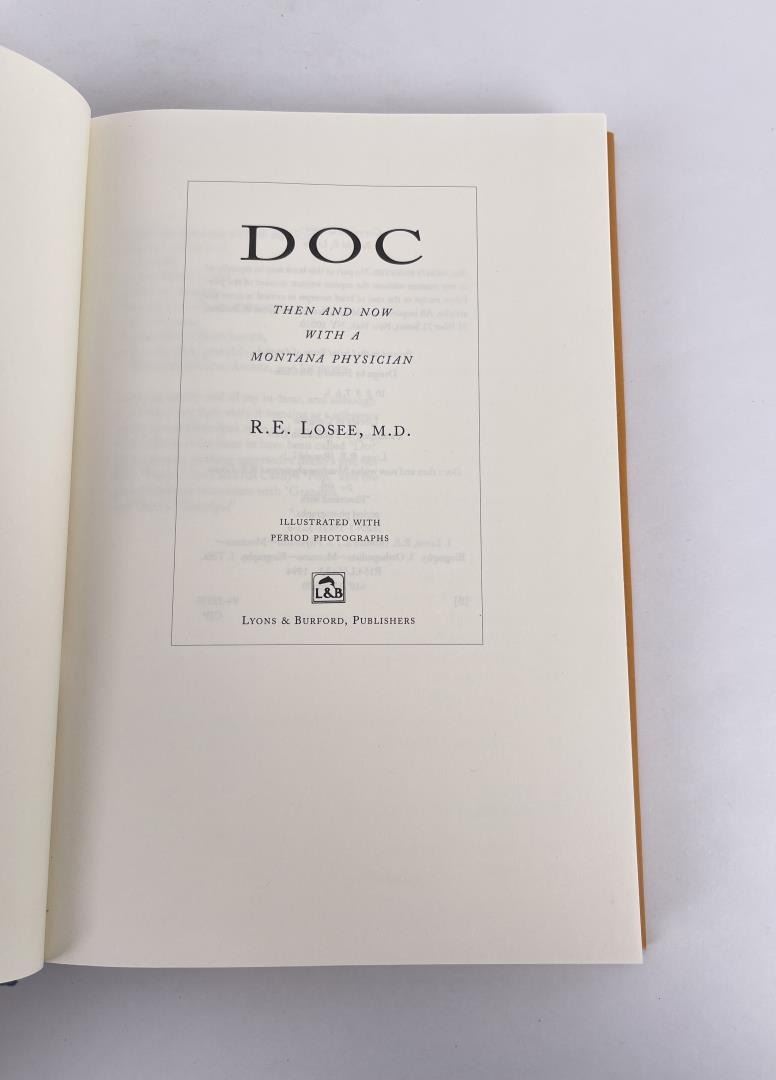 DOC
THEN AND NOW
WITH A
MONTANA PHYSICIAN
R.E. LOSEE, M.D.
ILLUSTRATED WITH
PERIOD PHOTOGRAPHS
L&B
LYONS & BURFORD, PUBLISHERS